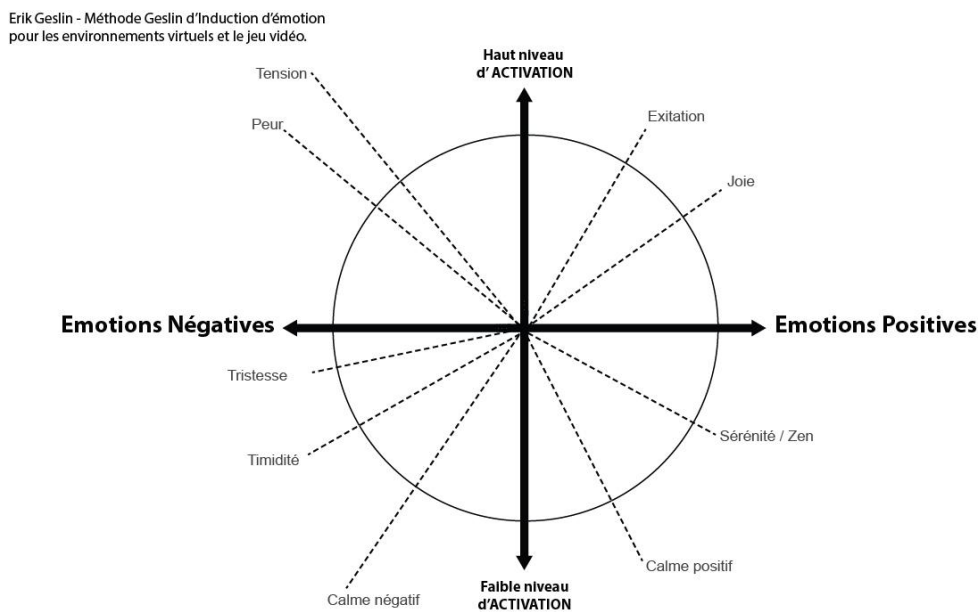 Erik Geslin - Méthode Geslin d'Induction d'émotion
pour les environnements virtuels et le jeu vidéo.
Haut niveau
d' ACTIVATION
Tension
Exitation
Peur
Joie
Emotions Négatives
Emotions Positives
Tristesse
Sérénité / Zen
Timidité
Calme positif
Calme négatif
Faible niveau
d'ACTIVATION